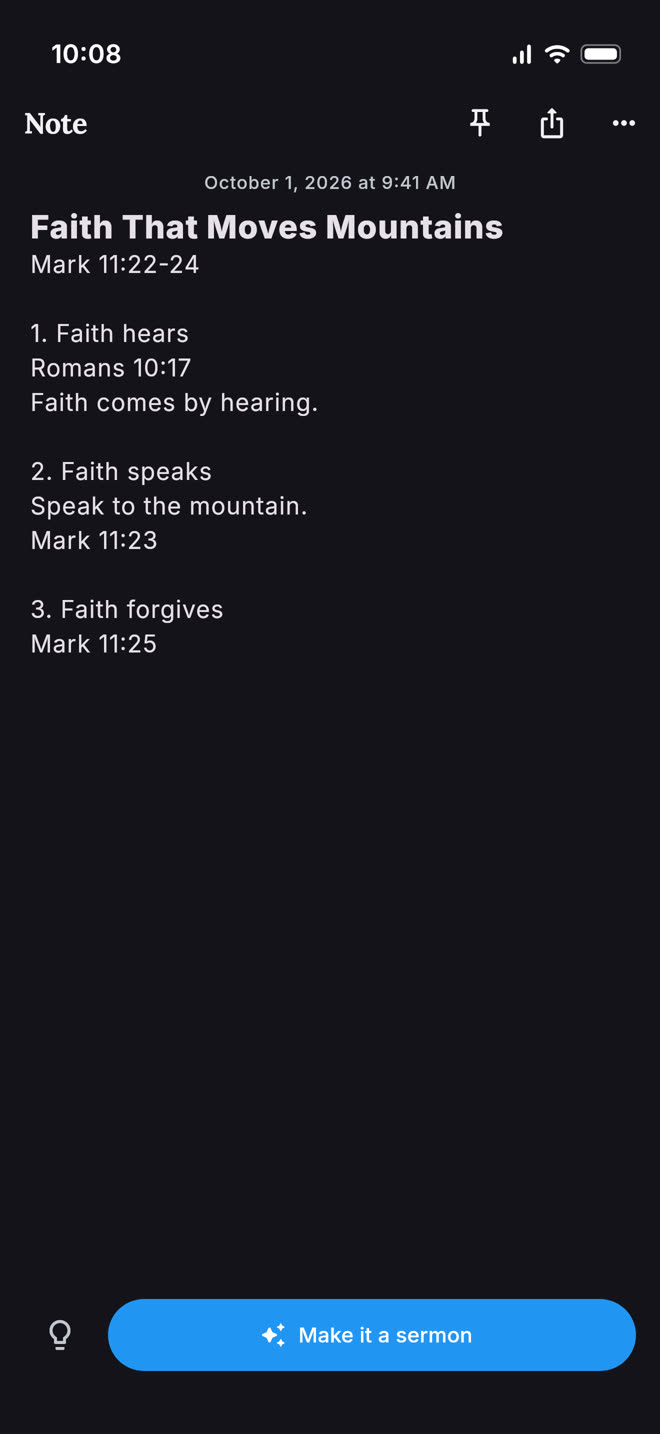 10:08
Note
October 1, 2026 at 9:41 AM
Faith That Moves Mountains
Mark 11:22-24
1. Faith hears
Romans 10:17
Faith comes by hearing.
2. Faith speaks
Speak to the mountain.
Mark 11:23
3. Faith forgives
Mark 11:25
Make it a sermon